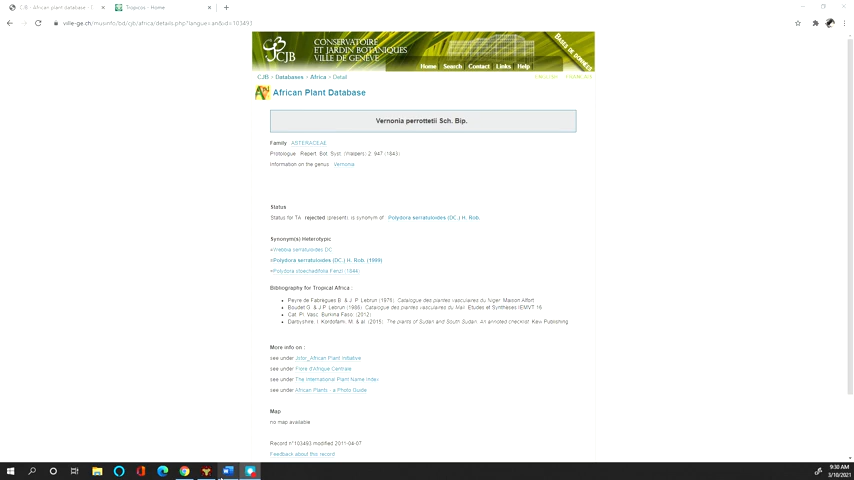 CJB - African plant database - G
Tropicos - Home
ville-ge.ch/musinfo/bd/cjb/africa/details.php?langue=an&id=103493
CJB
CONSERVATOIRE
ET JARDIN BOTANIQUES
VILLE DE GENÈVE
BASES DE DONNÉES
Home Search Contact Links Help
CJB > Databases > Africa > Detail
African Plant Database
Vernonia perrottetii Sch. Bip.
Family ASTERACEAE
Protologue Repert. Bot. Syst. (Walpers) 2: 947 (1843)
Information on the genus Vernonia
Status
Status for TA rejected (present) is synonym of Polydora serratuloides (DC.) H. Rob.
Synonym(s) Heterotypic
=Webbia serratuloides DC.
=Polydora serratuloides (DC.) H. Rob. (1999)
=Polydora stoechadifolia Fenzl (1844)
Bibliography for Tropical Africa :
Peyre de Fabregues B. & J. P. Lebrun (1976). Catalogue des plantes vasculaires du Niger. Maison Alfort
Boudet G. & J.P. Lebrun (1986). Catalogue des plantes vasculaires du Mali. Etudes et Synthèses IEMVT 16.
Cat. Pl. Vasc. Burkina Faso (2012)
Darbyshire, I. Kordofani, M. & al. (2015). The plants of Sudan and South Sudan. An annotated checklist. Kew Publishing
More info on :
see under Jstor_African Plant Initiative
see under Flore d'Afrique Centrale
see under The International Plant Name Index
see under African Plants - a Photo Guide
Map
no map available
Record n°103493 modified 2011-04-07
Feedback about this record
9:30 AM
3/10/2021